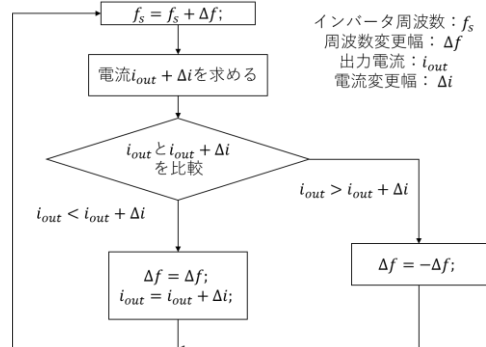 f_s = f_s + Δf;
インバータ周波数：f_s
周波数変更幅：Δf
出力電流：i_out
電流変更幅：Δi
電流i_out + Δiを求める
i_outとi_out + Δi
を比較
i_out < i_out + Δi
i_out > i_out + Δi
Δf = Δf;
i_out = i_out + Δi;
Δf = −Δf;